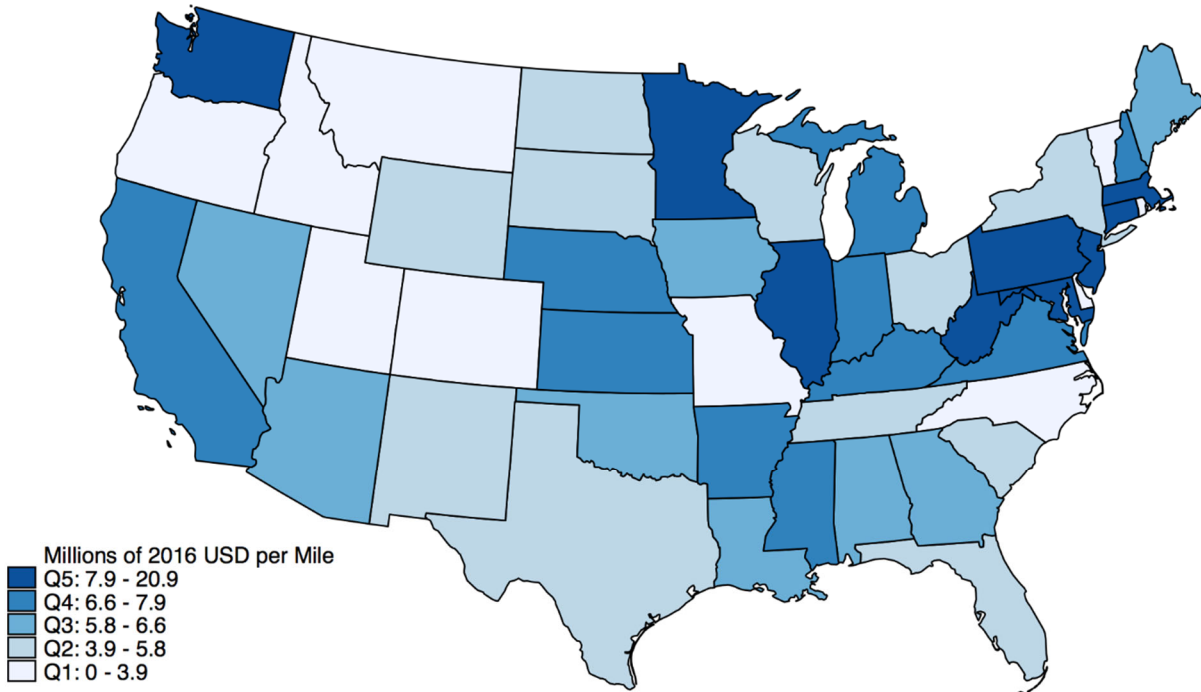 Millions of 2016 USD per Mile
Q5: 7.9 - 20.9
Q4: 6.6 - 7.9
Q3: 5.8 - 6.6
Q2: 3.9 - 5.8
Q1: 0 - 3.9